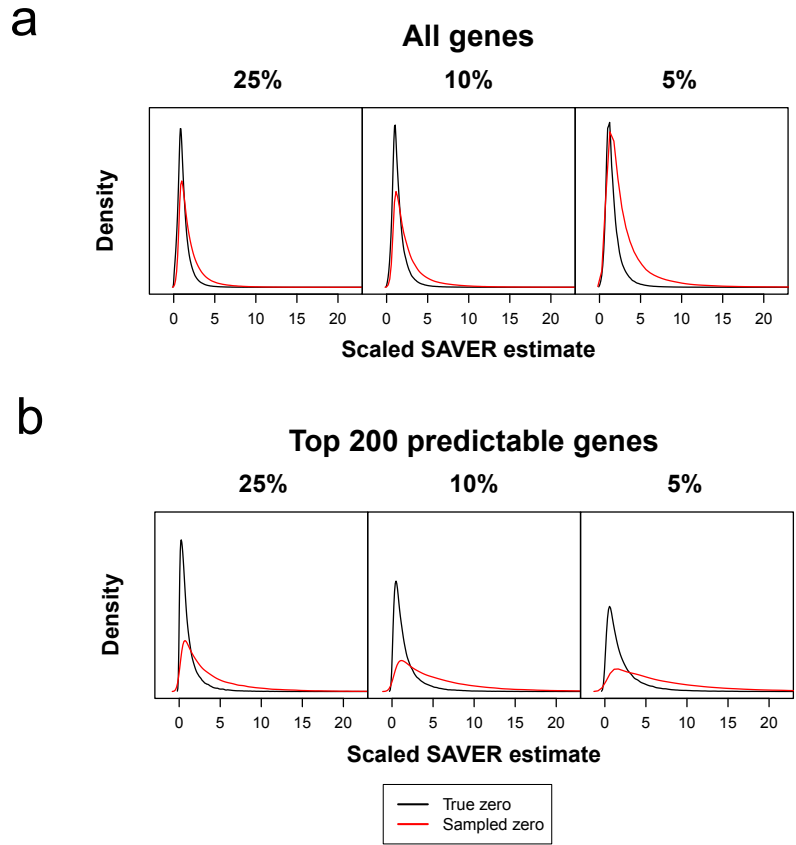 a
All genes
25% 10% 5%
Density
0 5 10 15 20 0 5 10 15 20 0 5 10 15 20
Scaled SAVER estimate
b
Top 200 predictable genes
25% 10% 5%
Density
0 5 10 15 20 0 5 10 15 20 0 5 10 15 20
Scaled SAVER estimate
True zero
Sampled zero